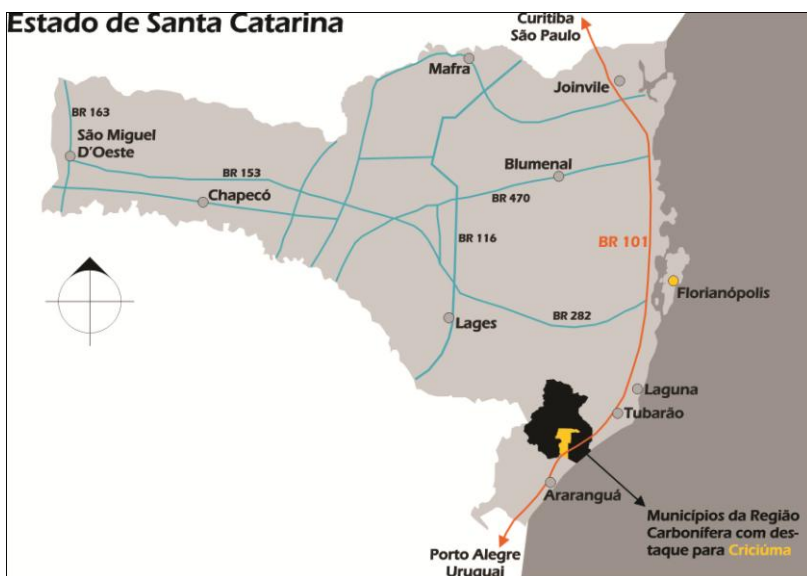 Estado de Santa Catarina
Curitiba
São Paulo
Mafra
Joinvile
BR 163
São Miguel
D'Oeste
BR 153
Blumenal
Chapecó
BR 470
BR 116
BR 101
Florianópolis
BR 282
Lages
Laguna
Tubarão
Araranguá
Municípios da Região
Carbonífera com des-
taque para Criciúma
Porto Alegre
Uruguai